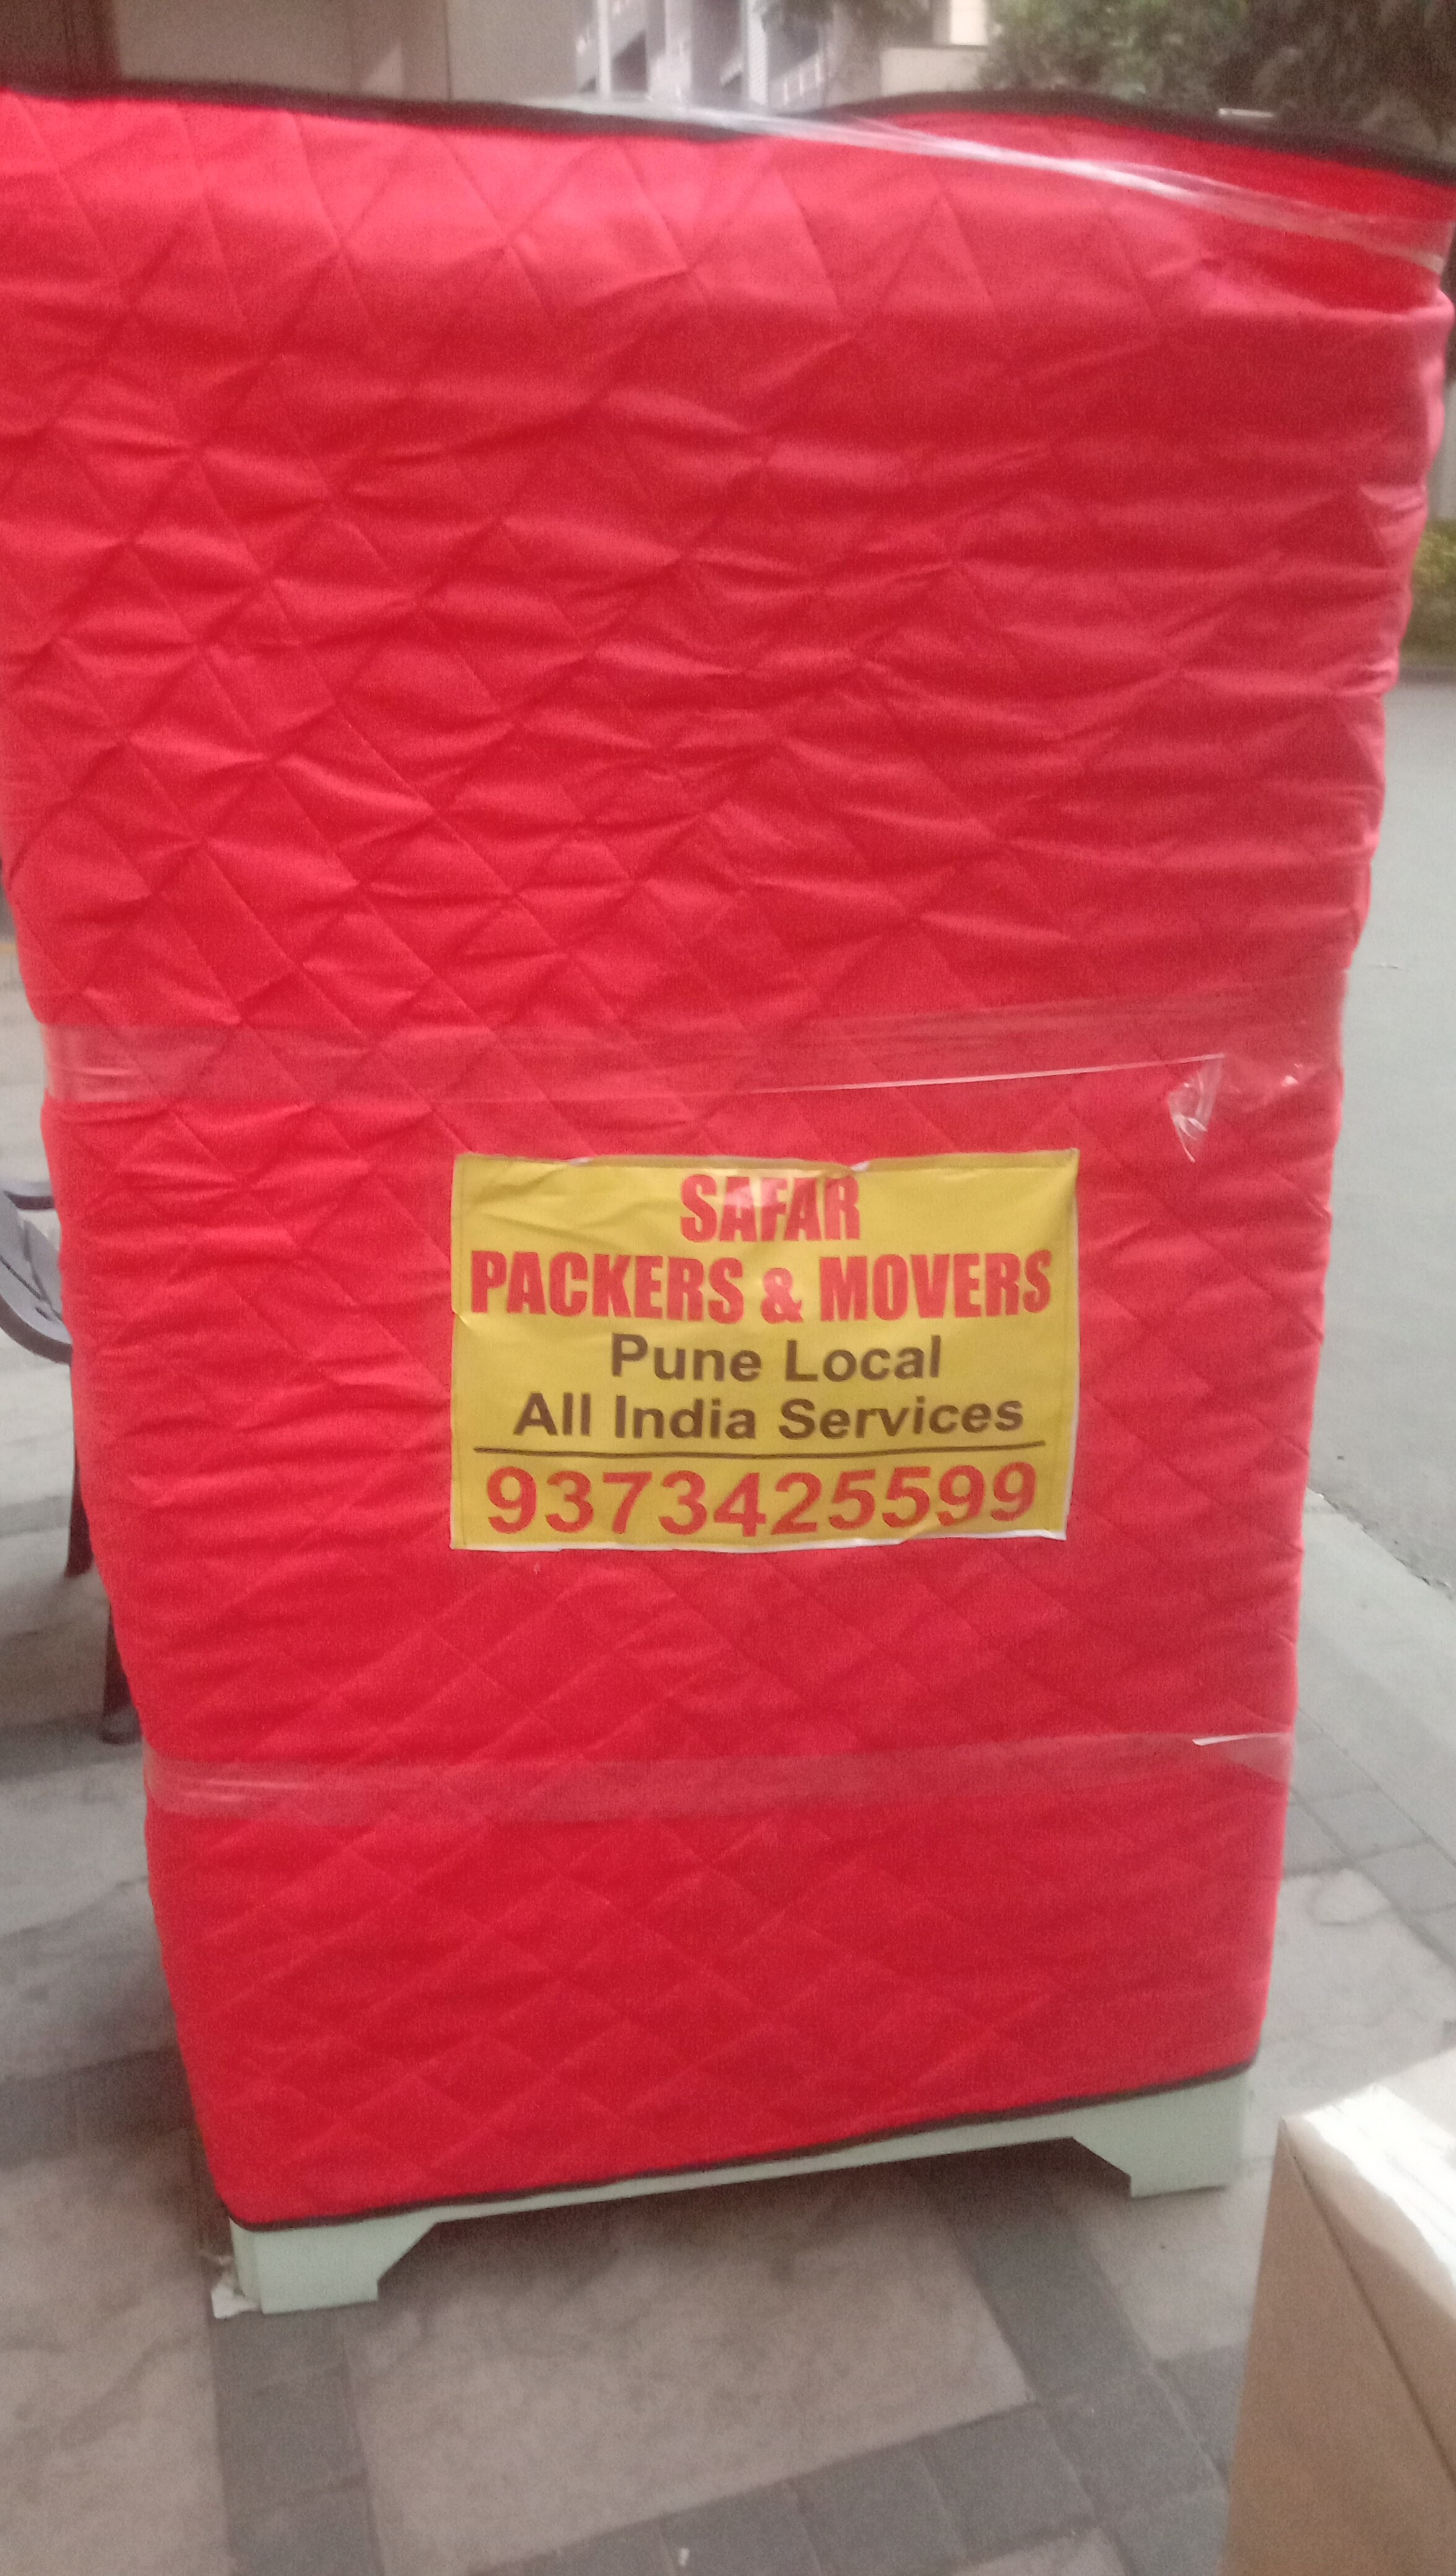 SAFAR
PACKERS & MOVERS
Pune Local
All India Services
9373425599